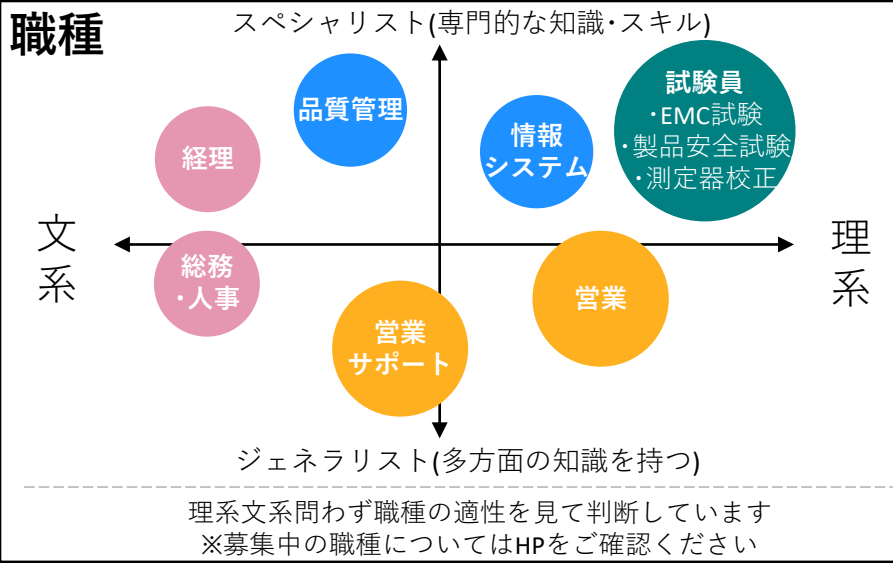 職種
スペシャリスト(専門的な知識･スキル)
試験員
･EMC試験
･製品安全試験
･測定器校正
品質管理
情報
システム
経理
文系
理系
総務
･人事
営業
営業
サポート
ジェネラリスト(多方面の知識を持つ)
理系文系問わず職種の適性を見て判断しています
※募集中の職種についてはHPをご確認ください